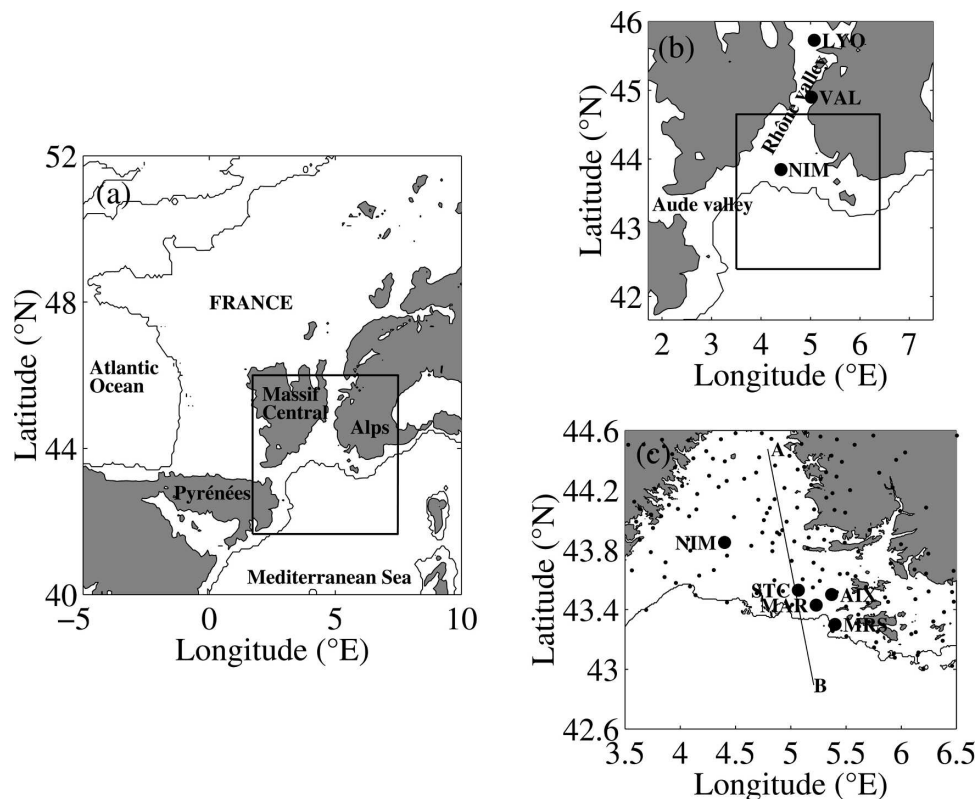 (a)
52
48
44
40
−5
0
5
10
Latitude (°N)
Longitude (°E)
FRANCE
Atlantic
Ocean
Massif
Central
Alps
Pyrénées
Mediterranean Sea
(b)
46
45
44
43
42
2
3
4
5
6
7
Latitude (°N)
Longitude (°E)
LYO
VAL
Rhône valley
NIM
Aude valley
(c)
44.6
44.2
43.8
43.4
43
42.6
3.5
4
4.5
5
5.5
6
6.5
Latitude (°N)
Longitude (°E)
A
NIM
STC
AIX
MAR
MRS
B